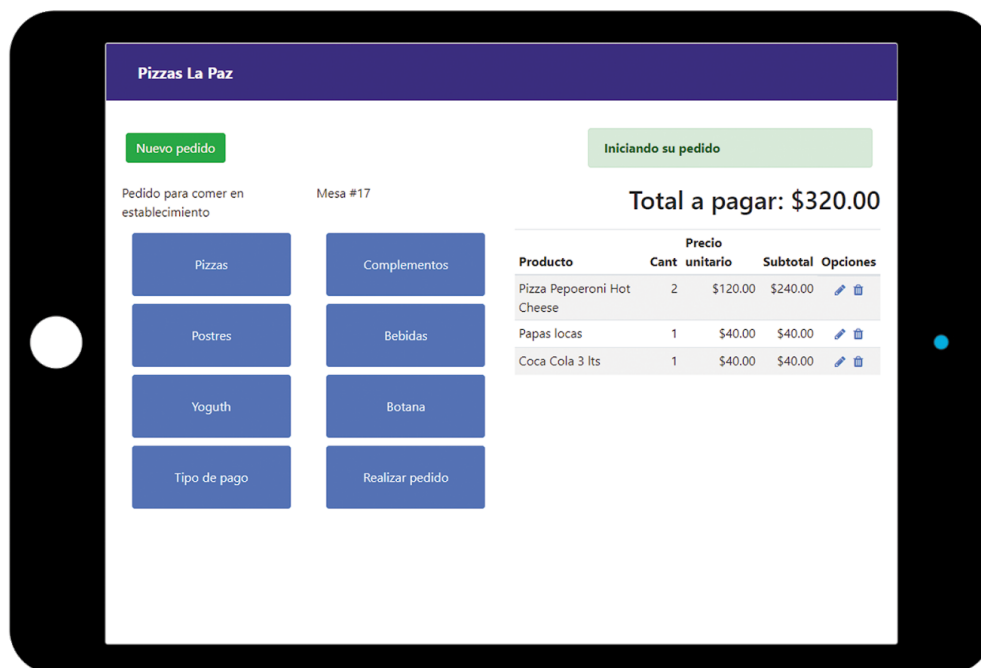 Pizzas La Paz
Nuevo pedido
Iniciando su pedido
Pedido para comer en
establecimiento
Mesa #17
Total a pagar: $320.00
Pizzas
Complementos
Postres
Bebidas
Yoguth
Botana
Tipo de pago
Realizar pedido
Producto Cant Precio unitario Subtotal Opciones
Pizza Pepoeroni Hot 2 $120.00 $240.00
Cheese
Papas locas 1 $40.00 $40.00
Coca Cola 3 lts 1 $40.00 $40.00